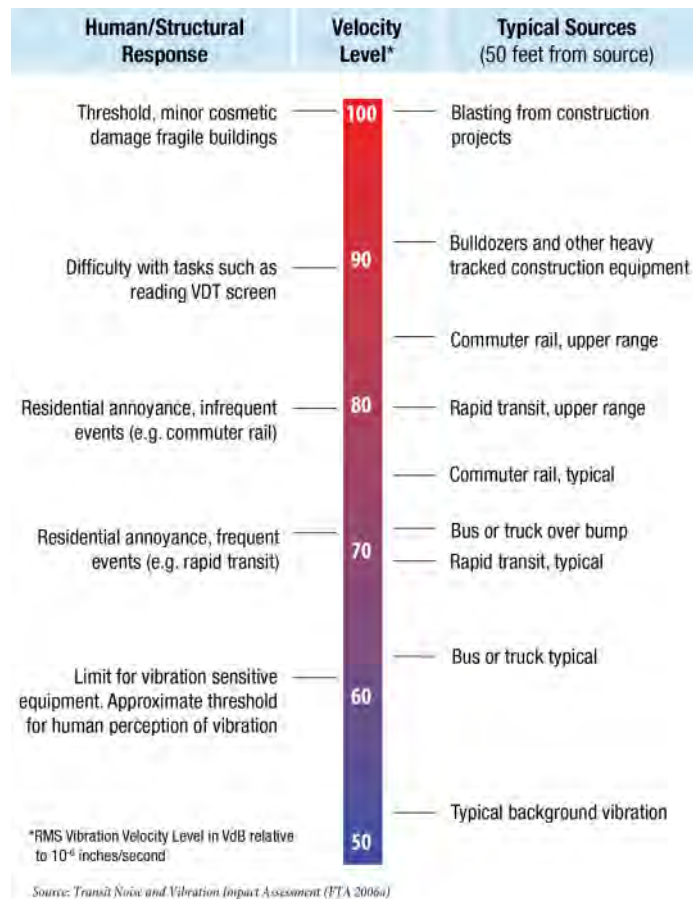 Human/Structural
Response
Velocity
Level*
Typical Sources
(50 feet from source)
Threshold, minor cosmetic
damage fragile buildings
100
Blasting from construction
projects
Difficulty with tasks such as
reading VDT screen
90
Bulldozers and other heavy
tracked construction equipment
Commuter rail, upper range
Residential annoyance, infrequent
events (e.g. commuter rail)
80
Rapid transit, upper range
Commuter rail, typical
Residential annoyance, frequent
events (e.g. rapid transit)
70
Bus or truck over bump
Rapid transit, typical
Bus or truck typical
Limit for vibration sensitive
equipment. Approximate threshold
for human perception of vibration
60
Typical background vibration
50
*RMS Vibration Velocity Level in VdB relative
to 10⁻⁶ inches/second
Source: Transit Noise and Vibration Impact Assessment (FTA 2006a)